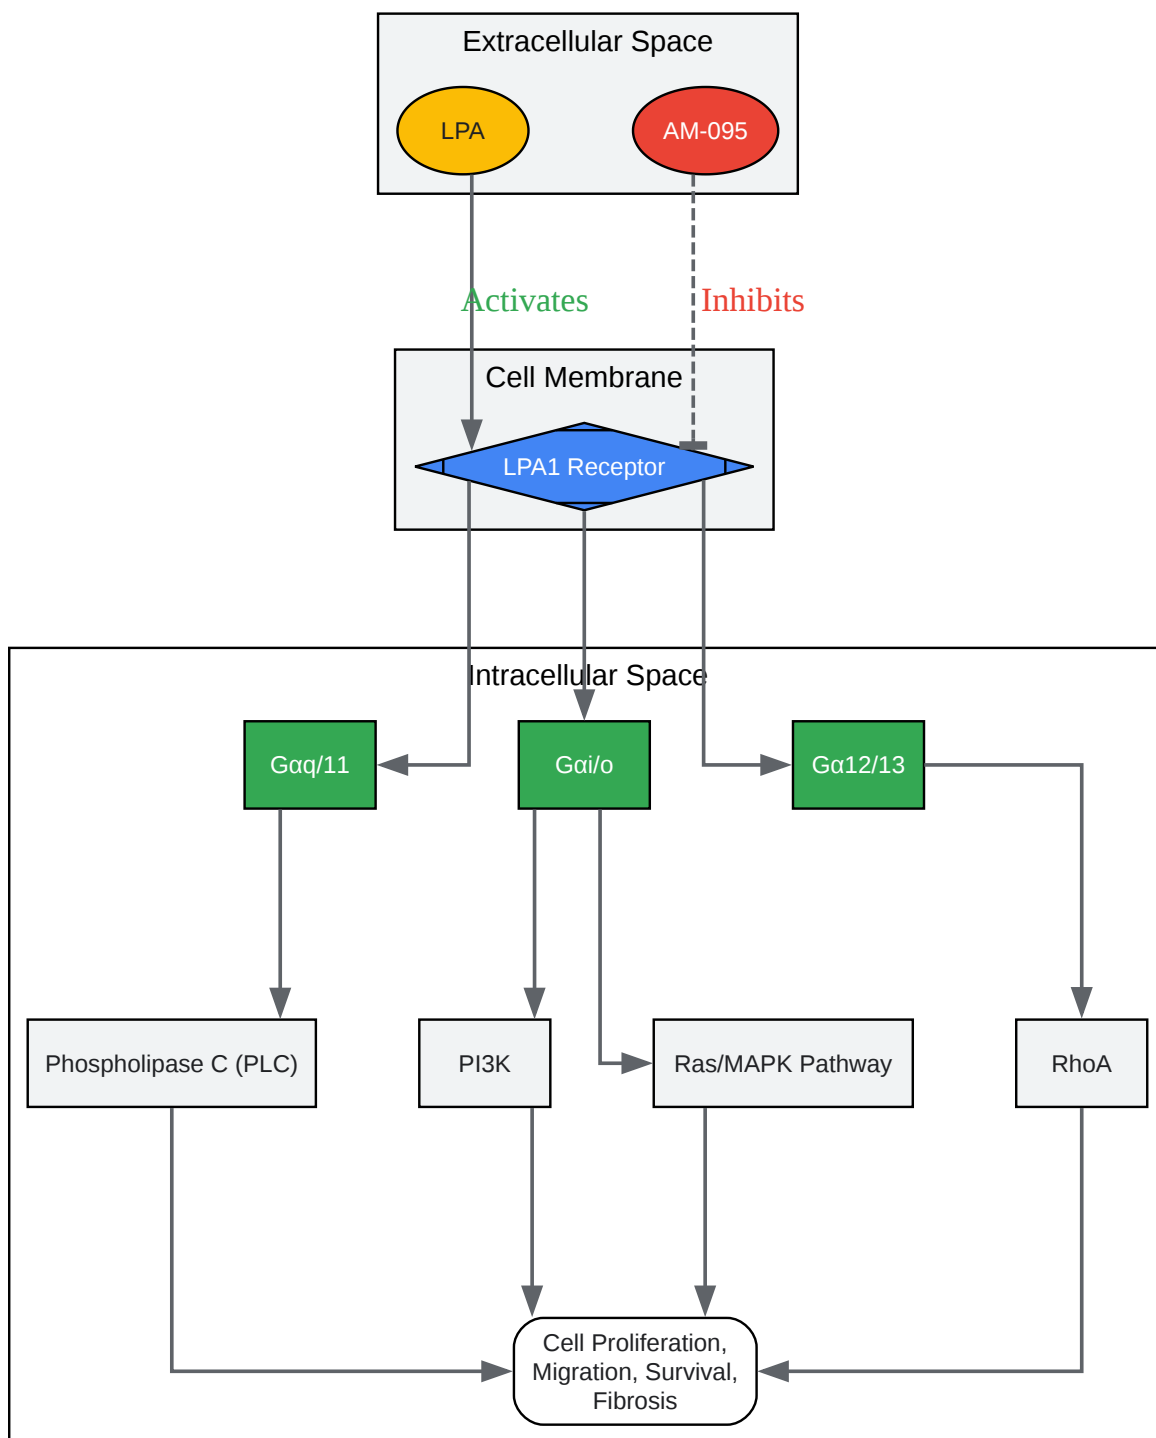 Extracellular Space
LPA
AM-095
Activates
Inhibits
Cell Membrane
LPA1 Receptor
Intracellular Space
Gαq/11
Gαi/o
Gα12/13
Phospholipase C (PLC)
PI3K
Ras/MAPK Pathway
RhoA
Cell Proliferation,
Migration, Survival,
Fibrosis